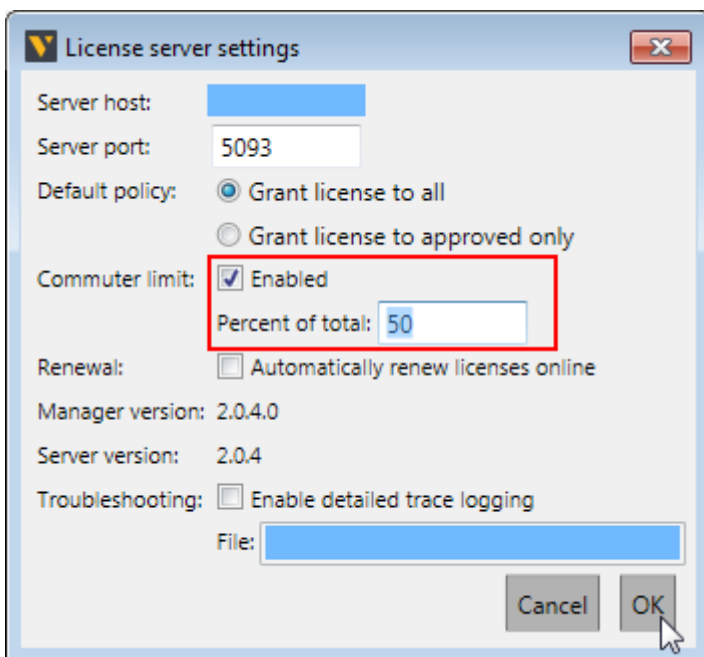 License server settings
Server host:
Server port: 5093
Default policy: Grant license to all
Grant license to approved only
Commuter limit: Enabled
Percent of total: 50
Renewal: Automatically renew licenses online
Manager version: 2.0.4.0
Server version: 2.0.4
Troubleshooting: Enable detailed trace logging
File:
Cancel OK